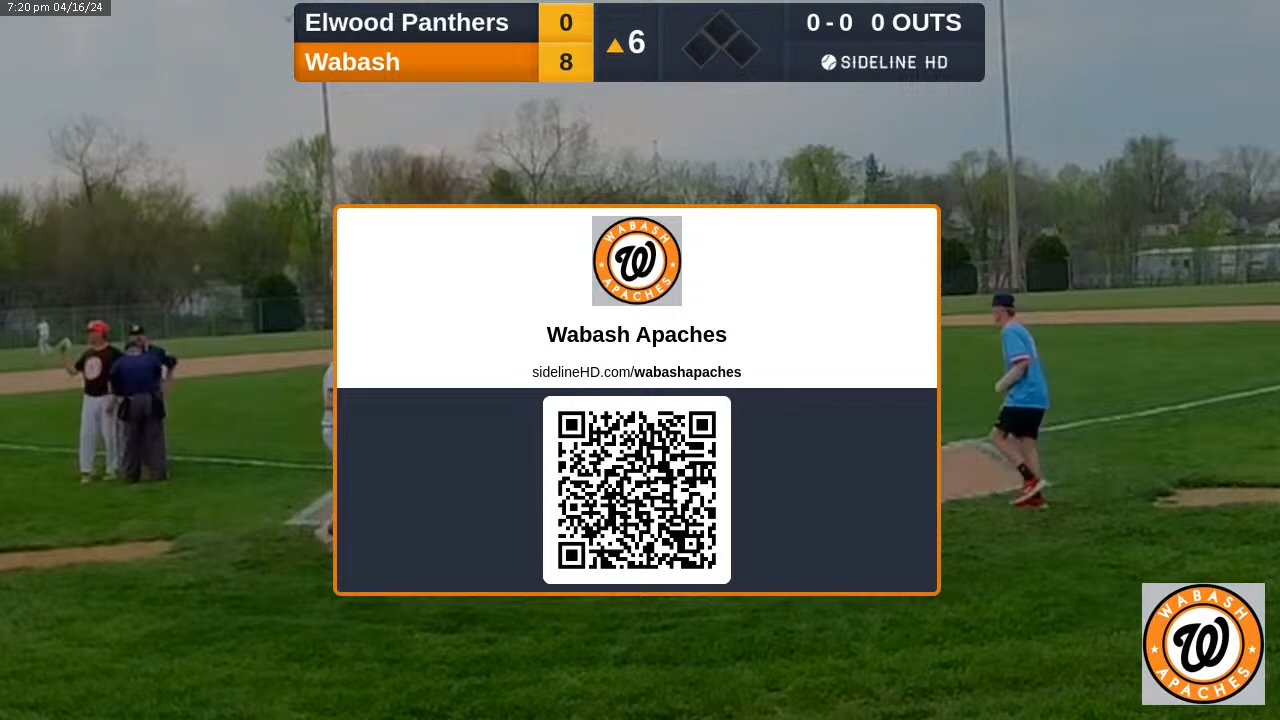 7:20 pm 04/16/24
Elwood Panthers 0
Wabash 8
6
0 - 0 0 OUTS
SIDELINE HD
WABASH
W
APACHES
Wabash Apaches
sidelineHD.com/wabashapaches
WABASH
W
APACHES